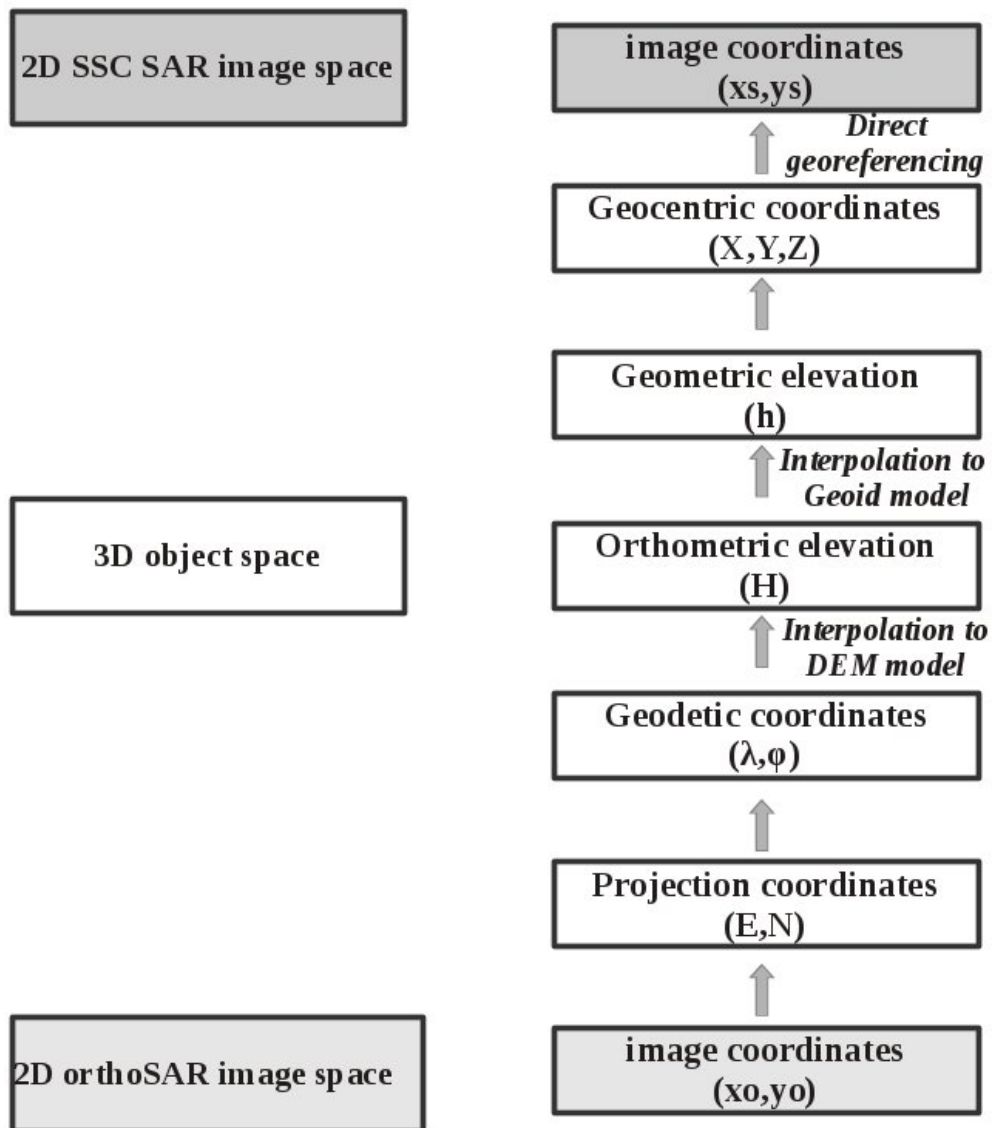 2D SSC SAR image space
image coordinates
(xs,ys)
Direct
georeferencing
Geocentric coordinates
(X,Y,Z)
Geometric elevation
(h)
Interpolation to
Geoid model
3D object space
Orthometric elevation
(H)
Interpolation to
DEM model
Geodetic coordinates
(λ,φ)
Projection coordinates
(E,N)
2D orthoSAR image space
image coordinates
(xo,yo)